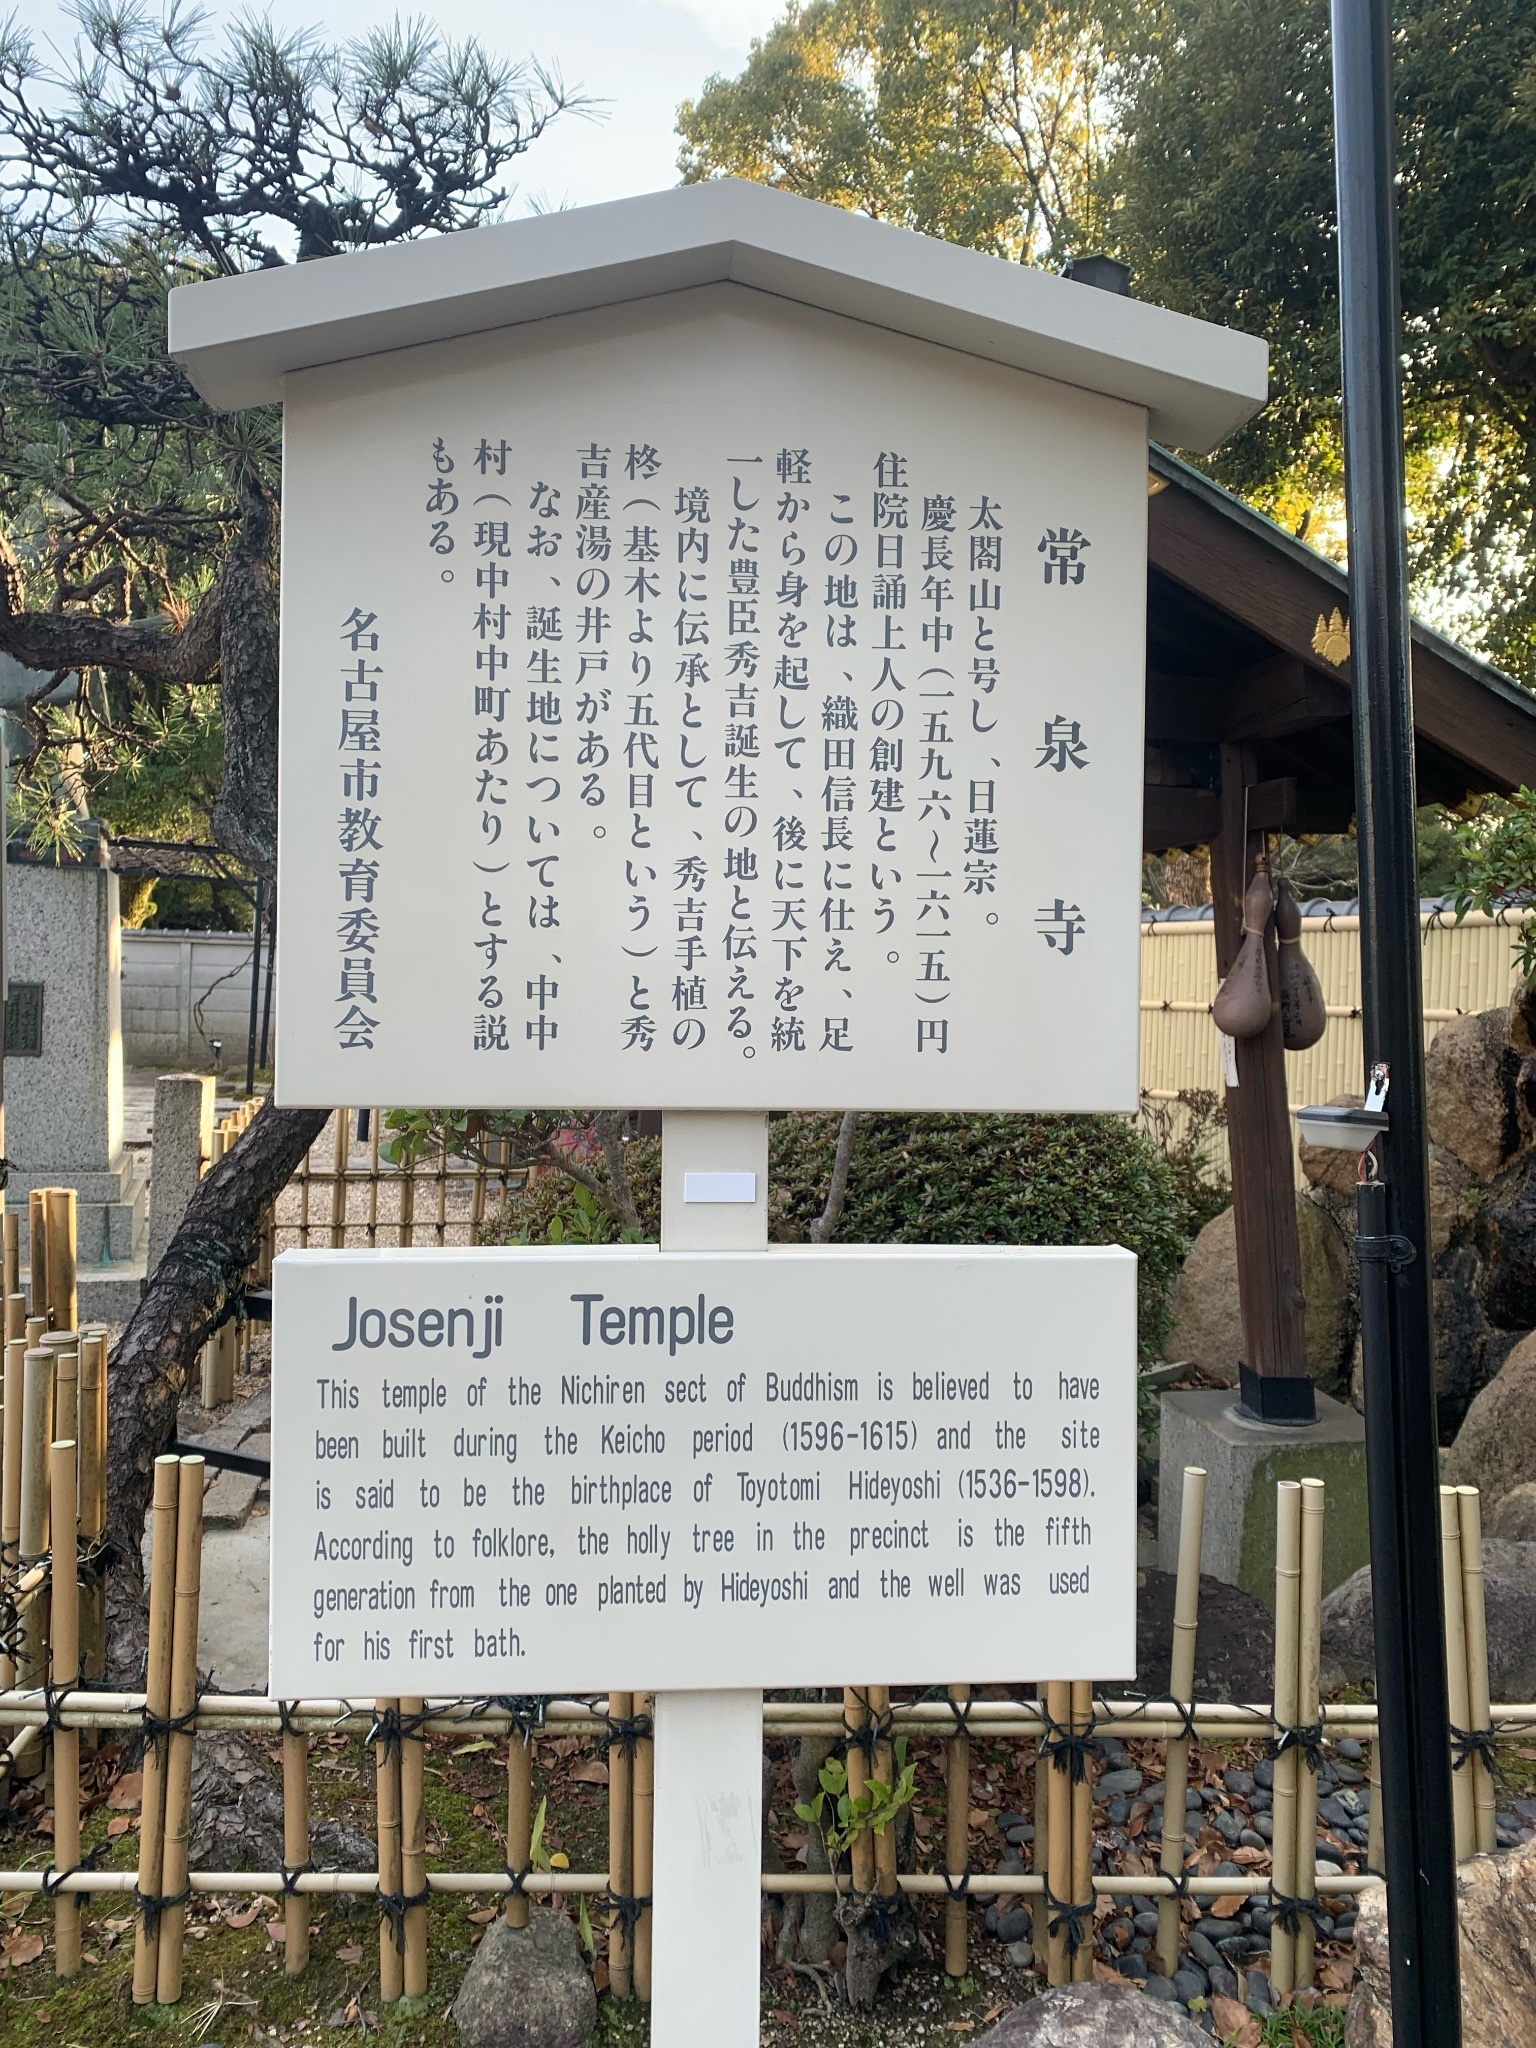 常泉寺
太閤山と号し、日蓮宗。
慶長年中（一五九六〜一六一五）円
住院日誦上人の創建という。
この地は、織田信長に仕え、足
軽から身を起して、後に天下を統
一した豊臣秀吉誕生の地と伝える。
境内に伝承として、秀吉手植の
柊（基木より五代目という）と秀
吉産湯の井戸がある。
なお、誕生地については、中中
村（現中村中町あたり）とする説
もある。
名古屋市教育委員会
Josenji Temple
This temple of the Nichiren sect of Buddhism is believed to have
been built during the Keicho period (1596-1615) and the site
is said to be the birthplace of Toyotomi Hideyoshi (1536-1598).
According to folklore, the holly tree in the precinct is the fifth
generation from the one planted by Hideyoshi and the well was used
for his first bath.